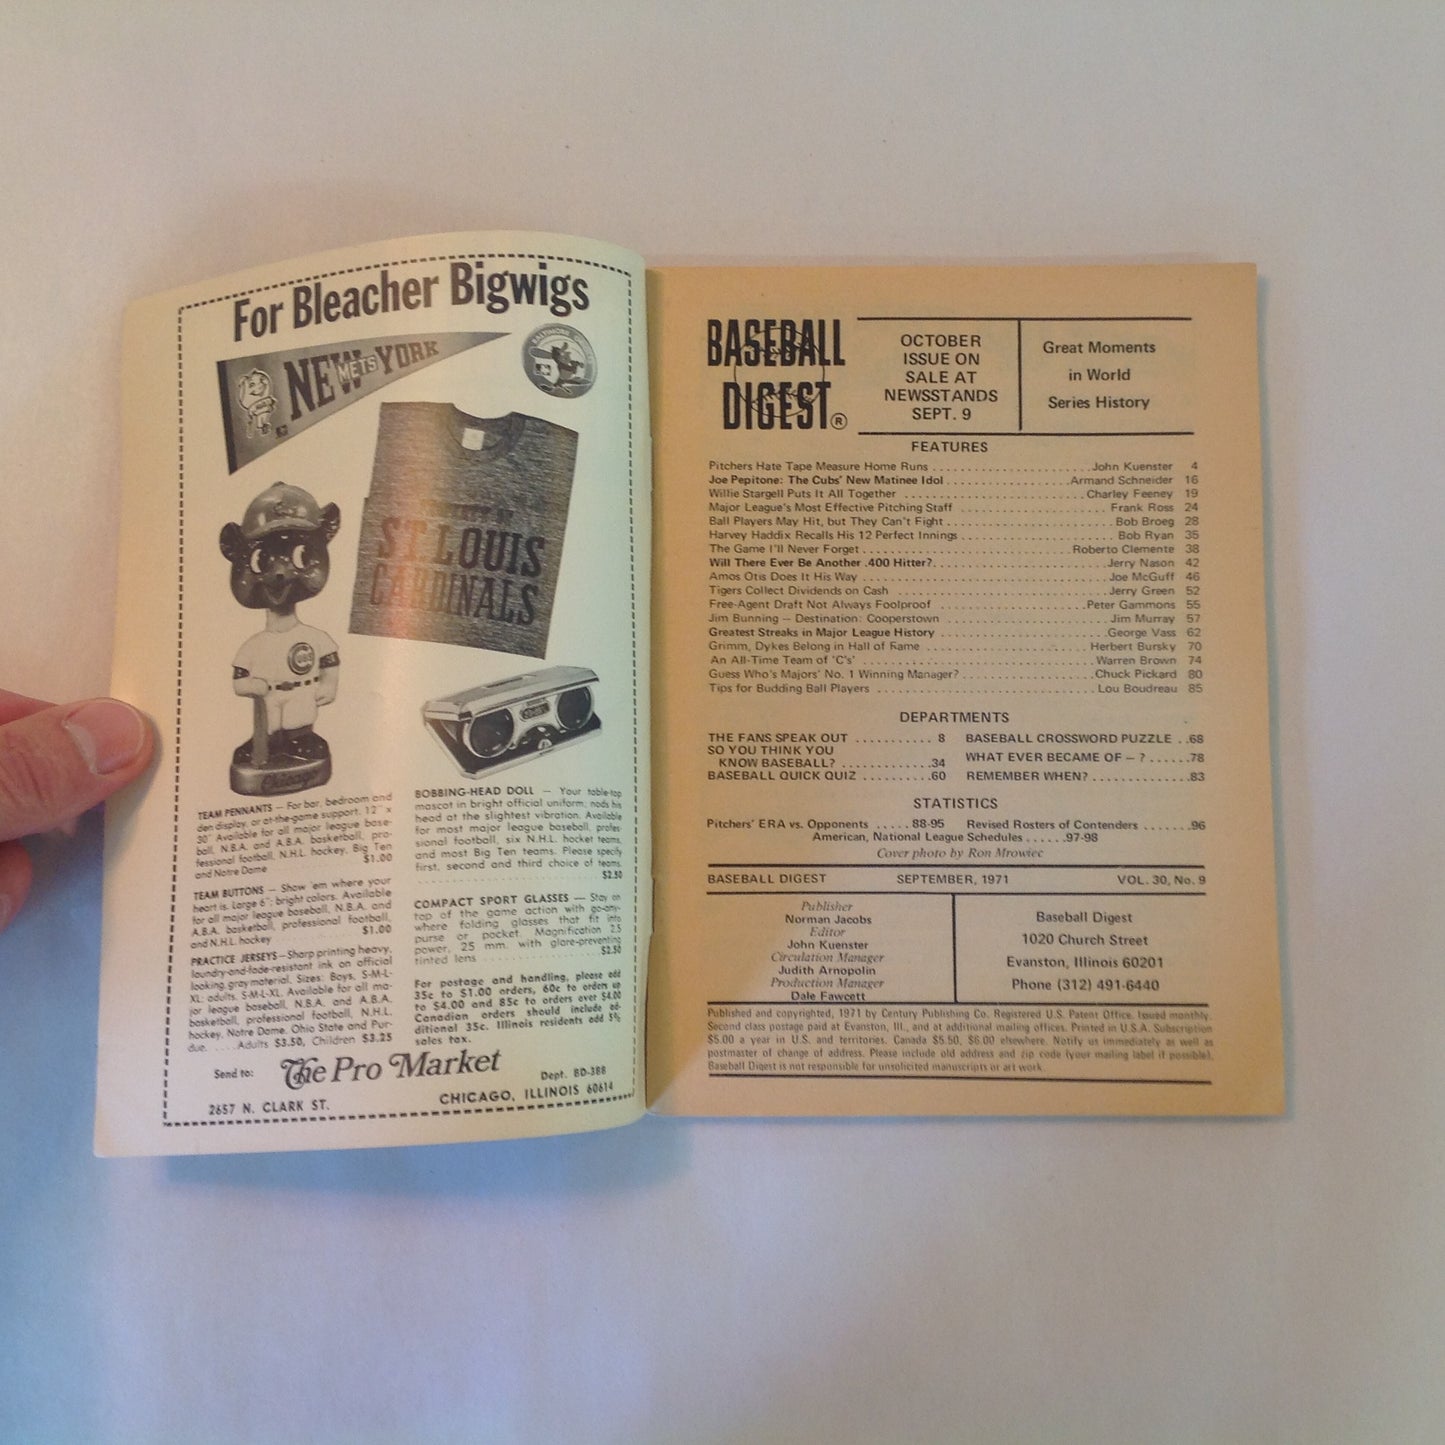 For Bleacher Bigwigs
NEW YORK
METS
BALTIMORE
PROPERTY OF
ST. LOUIS
CARDINALS
Chicago
TEAM PENNANTS — For bar, bedroom and
den display, or at-the-game support. 12" x
30" Available for all major league base-
ball, N.B.A. and A.B.A. basketball, pro-
fessional football, N.H.L. hockey, Big Ten
and Notre Dame $1.00
TEAM BUTTONS — Show 'em where your
heart is. Large 6"; bright colors. Available
for all major league baseball, N.B.A. and
A.B.A. basketball, professional football,
and N.H.L. hockey . . . . . . . . . . $1.00
PRACTICE JERSEYS — Sharp printing heavy,
laundry-and-fade-resistant ink on official
looking, gray material. Sizes: Boys, S-M-L-
XL; adults, S-M-L-XL. Available for all ma-
jor league baseball, N.B.A. and A.B.A.
basketball, professional football, N.H.L.
hockey, Notre Dame, Ohio State and Pur-
due. . . . . Adults $3.50, Children $3.25
BOBBING-HEAD DOLL — Your table-top
mascot in bright official uniform, nods his
head at the slightest vibration. Available
for most major league baseball, profes-
sional football, six N.H.L. hocket teams,
and most Big Ten teams. Please specify
first, second and third choice of teams.
$2.50
COMPACT SPORT GLASSES — Stay on
top of the game action with go-any-
where folding glasses that fit into
purse or pocket. Magnification 2.5
power, 25 mm. with glare-preventing
tinted lens . . . . . . . . . . $2.50
For postage and handling, please add
35c to $1.00 orders, 60c to orders up
to $4.00 and 85c to orders over $4.00
Canadian orders should include ad-
ditional 35c. Illinois residents add 5%
sales tax.
Send to: The Pro Market Dept. BD-388
2657 N. CLARK ST. CHICAGO, ILLINOIS 60614
BASEBALL
DIGEST®
OCTOBER
ISSUE ON
SALE AT
NEWSSTANDS
SEPT. 9
Great Moments
in World
Series History
FEATURES
Pitchers Hate Tape Measure Home Runs . . . . . John Kuenster 4
Joe Pepitone: The Cubs' New Matinee Idol . . . . . Armand Schneider 16
Willie Stargell Puts It All Together . . . . . Charley Feeney 19
Major League's Most Effective Pitching Staff . . . . . Frank Ross 24
Ball Players May Hit, but They Can't Fight . . . . . Bob Broeg 28
Harvey Haddix Recalls His 12 Perfect Innings . . . . . Bob Ryan 35
The Game I'll Never Forget . . . . . Roberto Clemente 38
Will There Ever Be Another .400 Hitter? . . . . . Jerry Nason 42
Amos Otis Does It His Way . . . . . Joe McGuff 46
Tigers Collect Dividends on Cash . . . . . Jerry Green 52
Free-Agent Draft Not Always Foolproof . . . . . Peter Gammons 55
Jim Bunning — Destination: Cooperstown . . . . . Jim Murray 57
Greatest Streaks in Major League History . . . . . George Vass 62
Grimm, Dykes Belong in Hall of Fame . . . . . Herbert Bursky 70
An All-Time Team of 'C's' . . . . . Warren Brown 74
Guess Who's Majors' No. 1 Winning Manager? . . . . . Chuck Pickard 80
Tips for Budding Ball Players . . . . . Lou Boudreau 85
DEPARTMENTS
THE FANS SPEAK OUT . . . . . 8
SO YOU THINK YOU
KNOW BASEBALL? . . . . . 34
BASEBALL QUICK QUIZ . . . . . 60
BASEBALL CROSSWORD PUZZLE . . 68
WHAT EVER BECAME OF — ? . . . . . 78
REMEMBER WHEN? . . . . . 83
STATISTICS
Pitchers' ERA vs. Opponents . . . . . 88-95 Revised Rosters of Contenders . . . . . 96
American, National League Schedules . . . . . 97-98
Cover photo by Ron Mrowiec
BASEBALL DIGEST SEPTEMBER, 1971 VOL. 30, No. 9
Publisher
Norman Jacobs
Editor
John Kuenster
Circulation Manager
Judith Arnopolin
Production Manager
Dale Fawcett
Baseball Digest
1020 Church Street
Evanston, Illinois 60201
Phone (312) 491-6440
Published and copyrighted, 1971 by Century Publishing Co. Registered U.S. Patent Office. Issued monthly.
Second class postage paid at Evanston, Ill., and at additional mailing offices. Printed in U.S.A. Subscription
$5.00 a year in U.S. and territories. Canada $5.50, $6.00 elsewhere. Notify us immediately as well as
postmaster of change of address. Please include old address and zip code (your mailing label if possible).
Baseball Digest is not responsible for unsolicited manuscripts or art work.